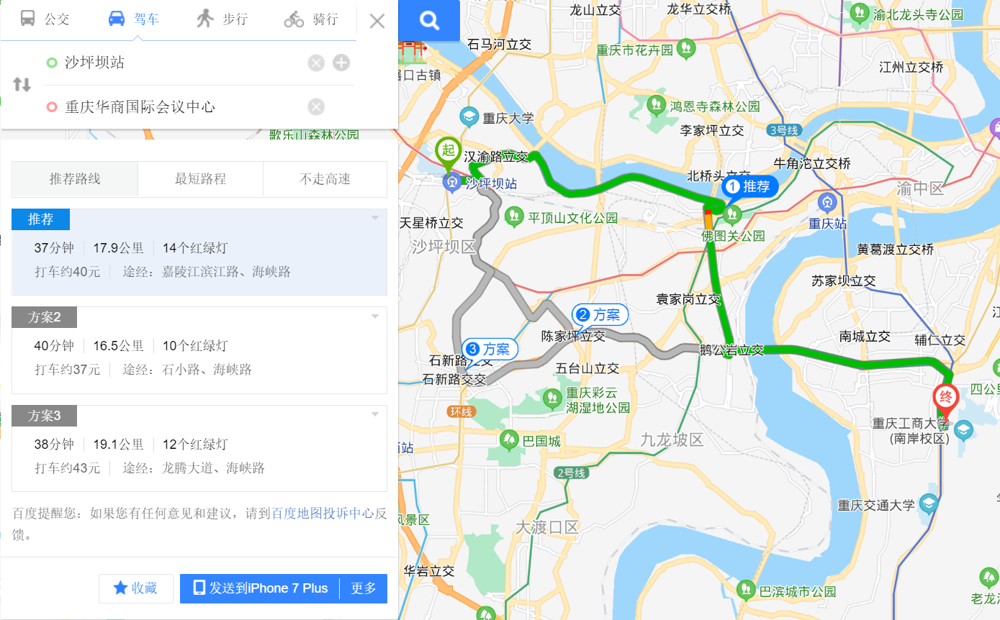 公交
驾车
步行
骑行
沙坪坝站
重庆华商国际会议中心
歌乐山森林公园
推荐路线
最短路程
不走高速
推荐
37分钟 17.9公里 14个红绿灯
打车约40元 途经：嘉陵江滨江路、海峡路
方案2
40分钟 16.5公里 10个红绿灯
打车约37元 途经：石小路、海峡路
方案3
38分钟 19.1公里 12个红绿灯
打车约43元 途经：龙腾大道、海峡路
百度提醒您：如果您有任何意见和建议，请到百度地图投诉中心反
馈。
收藏
发送到iPhone 7 Plus
更多
龙山立交
龙华立交桥
渝北龙头寺公园
石马河立交
重庆市花卉园
江州立交桥
口古镇
重庆大学
鸿恩寺森林公园
李家坪立交
3号线
起
汉渝路立交
牛角沱立交桥
沙坪坝站
北桥头立交
1 推荐
渝中区
天星桥立交
平顶山文化公园
重庆站
佛图关公园
沙坪坝区
黄葛渡立交桥
苏家坝立交
袁家岗立交
2 方案
陈家坪立交
南城立交
辅仁立交
3 方案
石新路立交
鹅公岩立交
石新路立交
五台山立交
重庆彩云
湖湿地公园
四公里
终
环线
重庆工商大学
(南岸校区)
巴国城
九龙坡区
站
2号线
重庆交通大学
风景区
大渡口区
华岩立交
巴滨城市公园
老龙